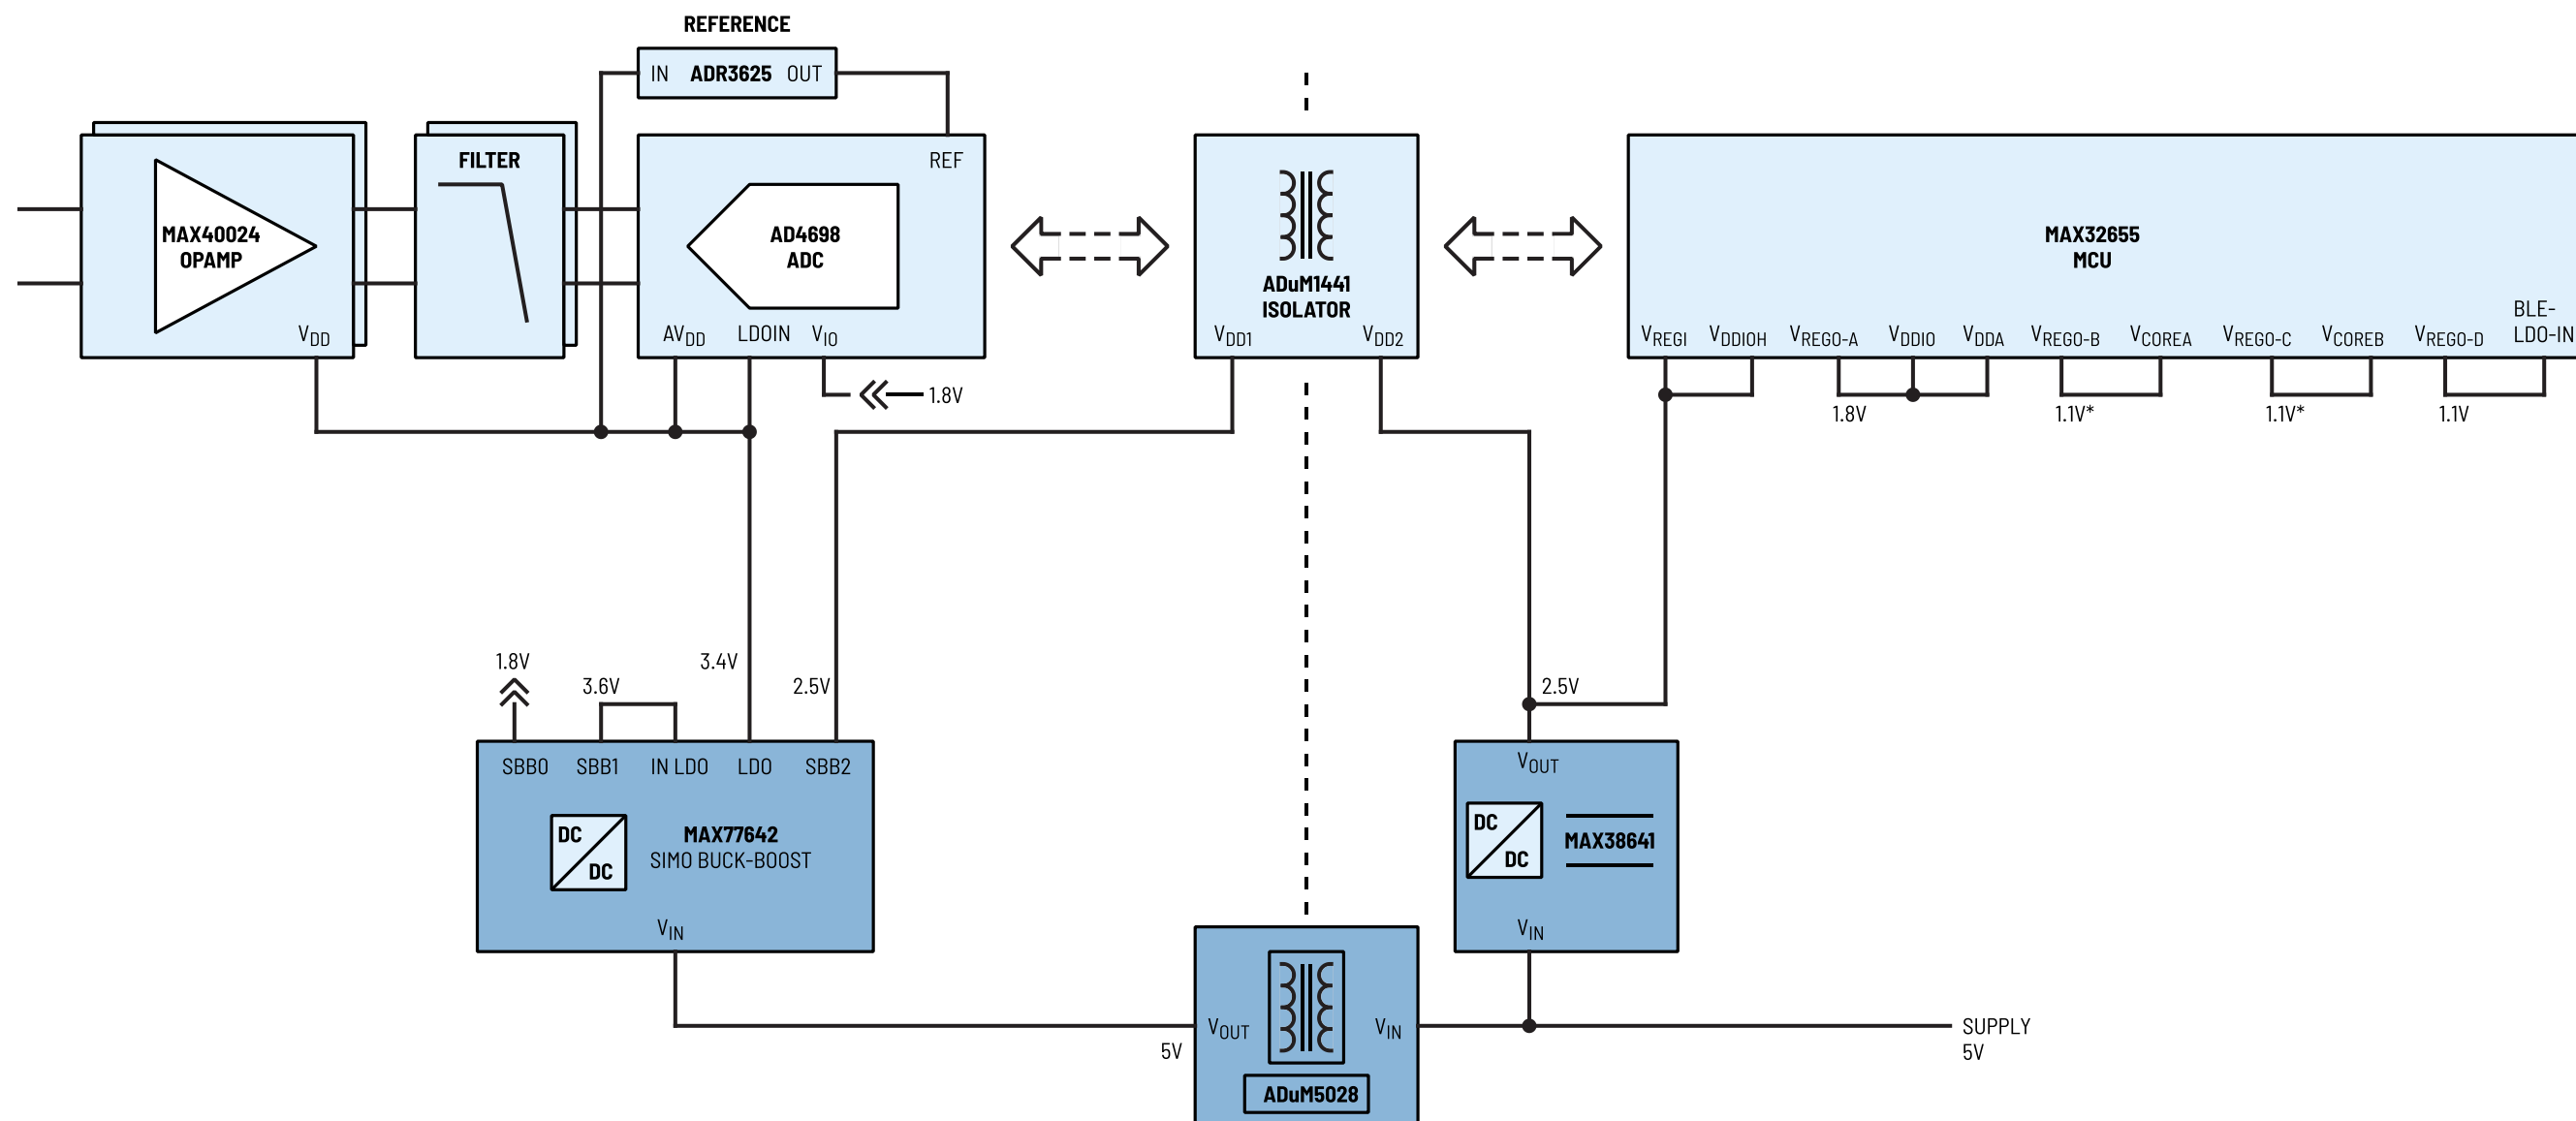 REFERENCE
IN ADR3625 OUT
MAX40024
OPAMP
VDD
FILTER
REF
AD4698
ADC
AVDD LDOIN VIO
1.8V
ADuM1441
ISOLATOR
VDD1 VDD2
MAX32655
MCU
BLE-
LDO-IN
VREGI VDDIOH VREGO-A VDDIO VDDA VREGO-B VCOREA VREGO-C VCOREB VREGO-D
1.8V 1.1V* 1.1V* 1.1V
1.8V 3.6V 3.4V 2.5V
SBB0 SBB1 IN LDO LDO SBB2
DC
DC
MAX77642
SIMO BUCK-BOOST
VIN
2.5V
VOUT
DC
DC
MAX38641
VIN
VOUT VIN
5V
ADuM5028
SUPPLY
5V